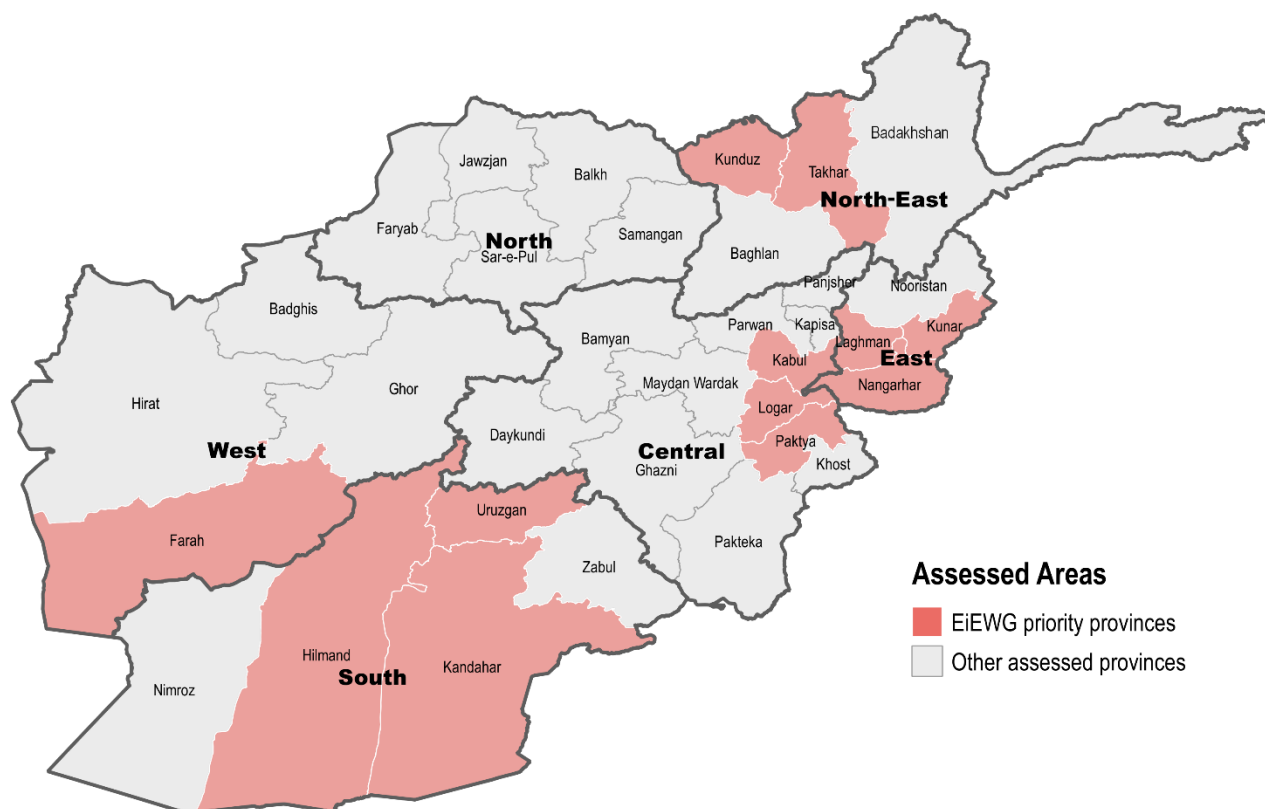 Badakhshan
Kunduz
Takhar
Jawzjan
Balkh
North-East
Faryab
Samangan
North
Sar-e-Pul
Baghlan
Panjsher
Nooristan
Badghis
Parwan
Kapisa
Kunar
Bamyan
Laghman
East
Kabul
Nangarhar
Maydan Wardak
Ghor
Hirat
Logar
Daykundi
Paktya
West
Central
Khost
Ghazni
Uruzgan
Farah
Pakteka
Zabul
Assessed Areas
EiEWG priority provinces
Other assessed provinces
Hilmand
Kandahar
South
Nimroz